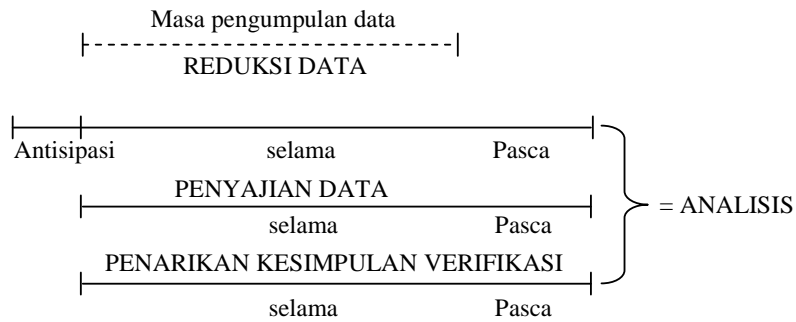 Masa pengumpulan data
REDUKSI DATA
Antisipasi selama Pasca
PENYAJIAN DATA
selama Pasca
= ANALISIS
PENARIKAN KESIMPULAN VERIFIKASI
selama Pasca